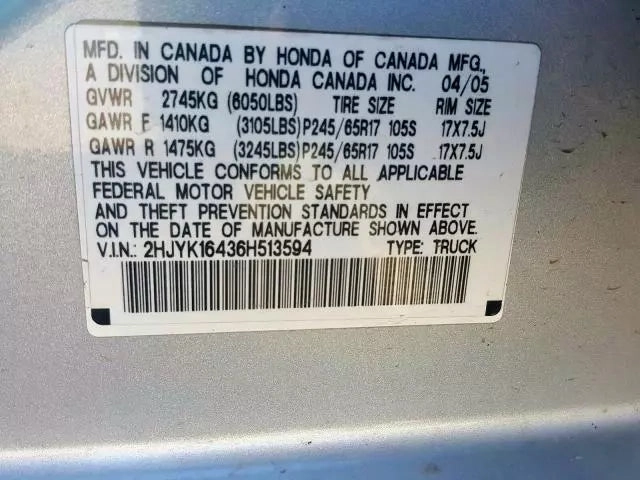 MFD. IN CANADA BY HONDA OF CANADA MFG.,
A DIVISION OF HONDA CANADA INC. 04/05
GVWR 2745KG (6050LBS) TIRE SIZE RIM SIZE
GAWR F 1410KG (3105LBS) P245/65R17 105S 17X7.5J
GAWR R 1475KG (3245LBS) P245/65R17 105S 17X7.5J
THIS VEHICLE CONFORMS TO ALL APPLICABLE
FEDERAL MOTOR VEHICLE SAFETY
AND THEFT PREVENTION STANDARDS IN EFFECT
ON THE DATE OF MANUFACTURE SHOWN ABOVE.
V.I.N.: 2HJYK16436H513594 TYPE: TRUCK